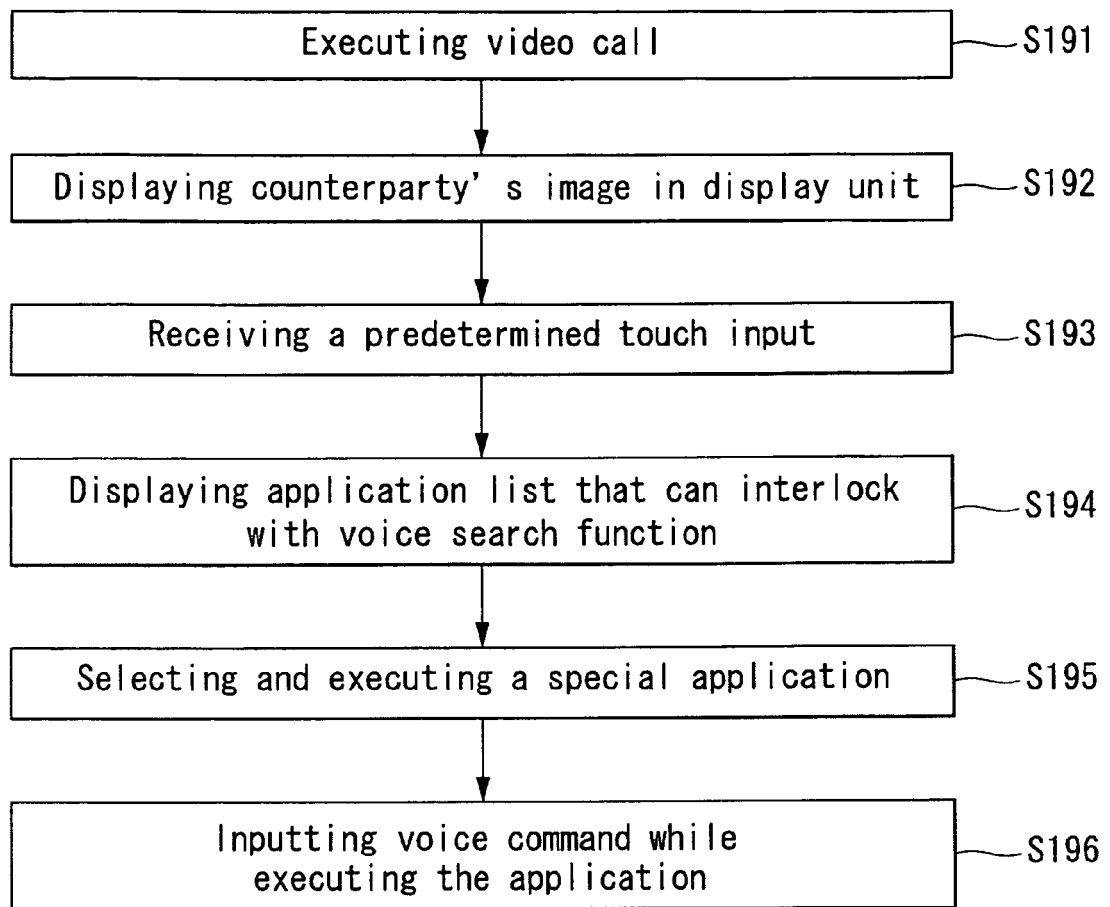 Executing video call
S191
Displaying counterparty's image in display unit
S192
Receiving a predetermined touch input
S193
Displaying application list that can interlock
with voice search function
S194
Selecting and executing a special application
S195
Inputting voice command while
executing the application
S196